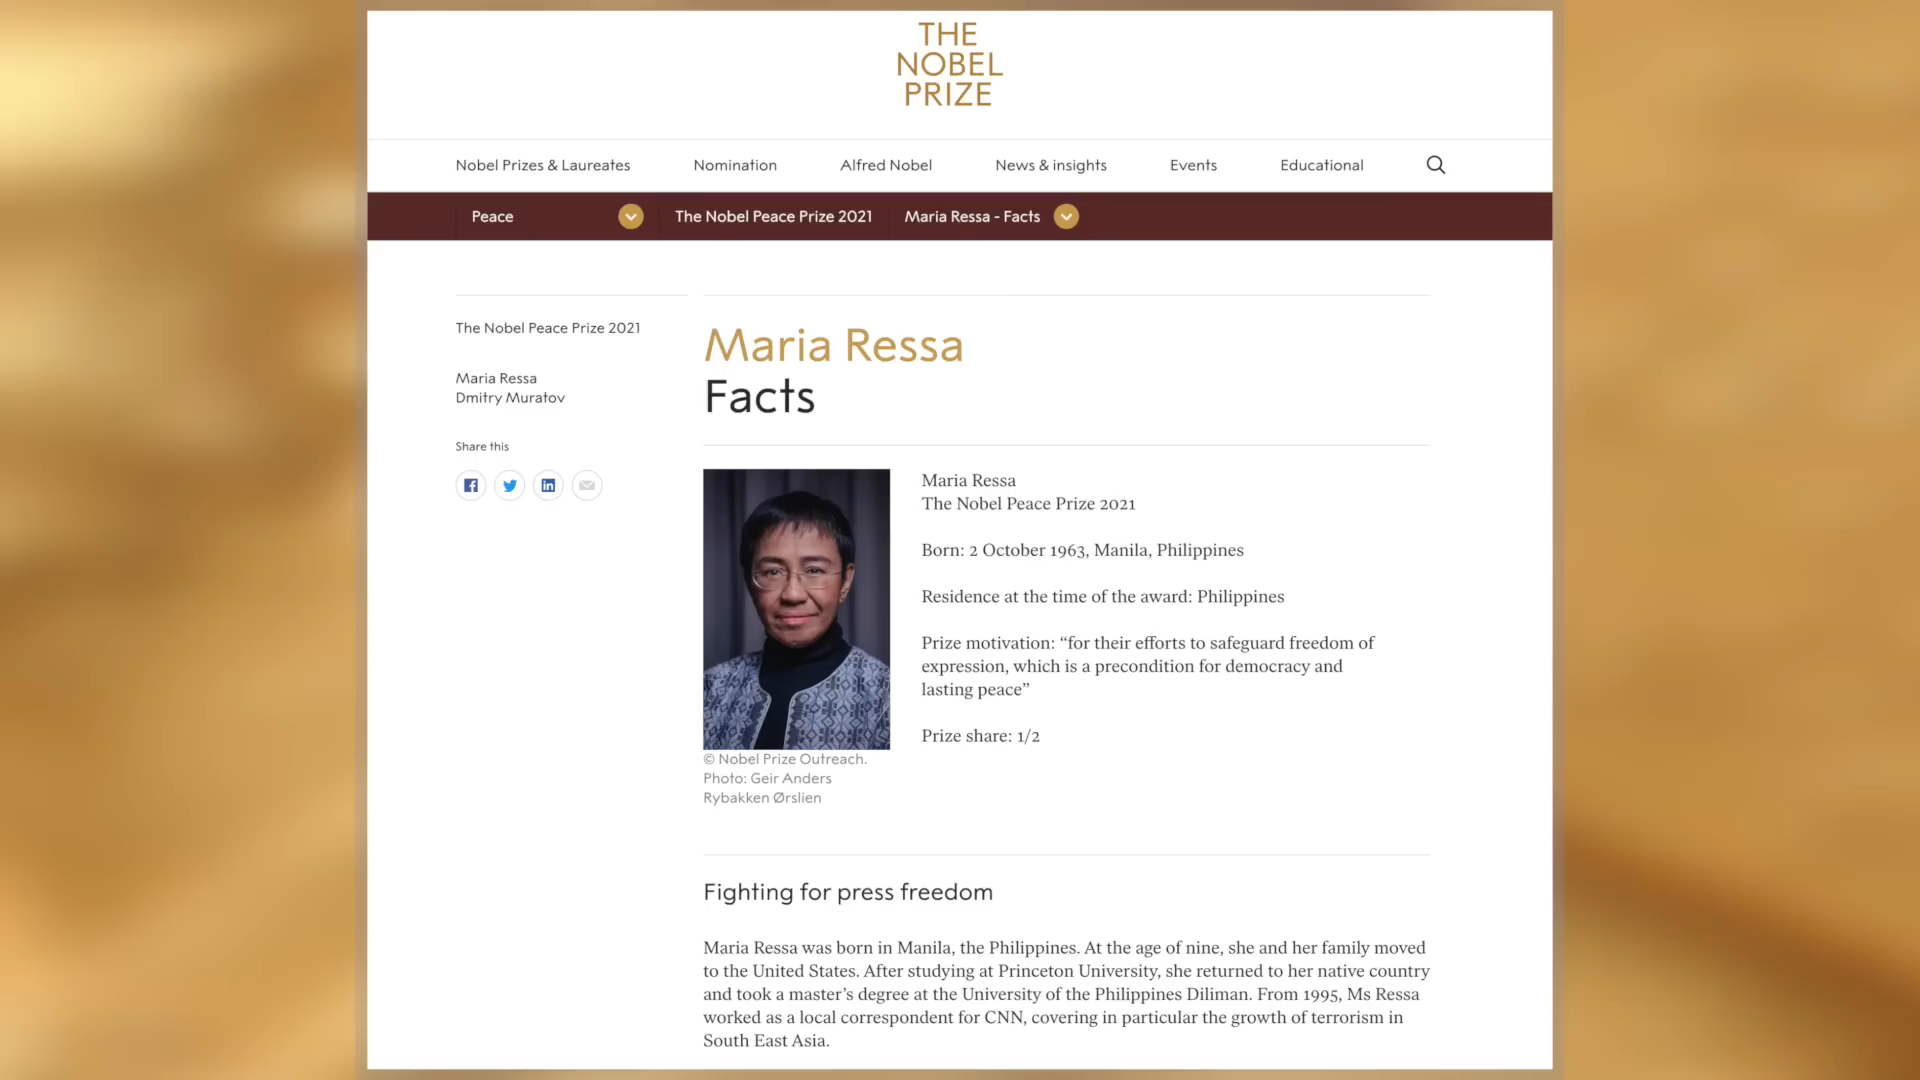 THE
NOBEL
PRIZE
Nobel Prizes & Laureates Nomination Alfred Nobel News & insights Events Educational
Peace The Nobel Peace Prize 2021 Maria Ressa - Facts
The Nobel Peace Prize 2021
Maria Ressa
Dmitry Muratov
Share this
Maria Ressa
Facts
Maria Ressa
The Nobel Peace Prize 2021
Born: 2 October 1963, Manila, Philippines
Residence at the time of the award: Philippines
Prize motivation: “for their efforts to safeguard freedom of
expression, which is a precondition for democracy and
lasting peace”
Prize share: 1/2
© Nobel Prize Outreach.
Photo: Geir Anders
Rybakken Ørslien
Fighting for press freedom
Maria Ressa was born in Manila, the Philippines. At the age of nine, she and her family moved
to the United States. After studying at Princeton University, she returned to her native country
and took a master’s degree at the University of the Philippines Diliman. From 1995, Ms Ressa
worked as a local correspondent for CNN, covering in particular the growth of terrorism in
South East Asia.